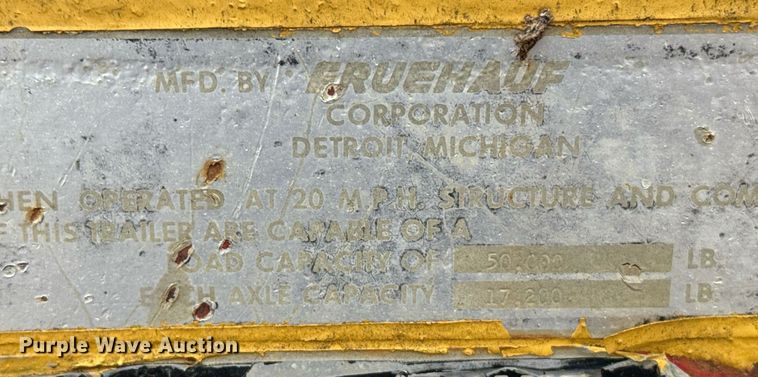 MFD. BY FRUEHAUF
CORPORATION
DETROIT, MICHIGAN
HEN OPERATED AT 20 M.P.H. STRUCTURE AND COM
F THIS TRAILER ARE CAPABLE OF A
LOAD CAPACITY OF 50,000 LB.
EACH AXLE CAPACITY 17,200 LB.
Purple Wave Auction